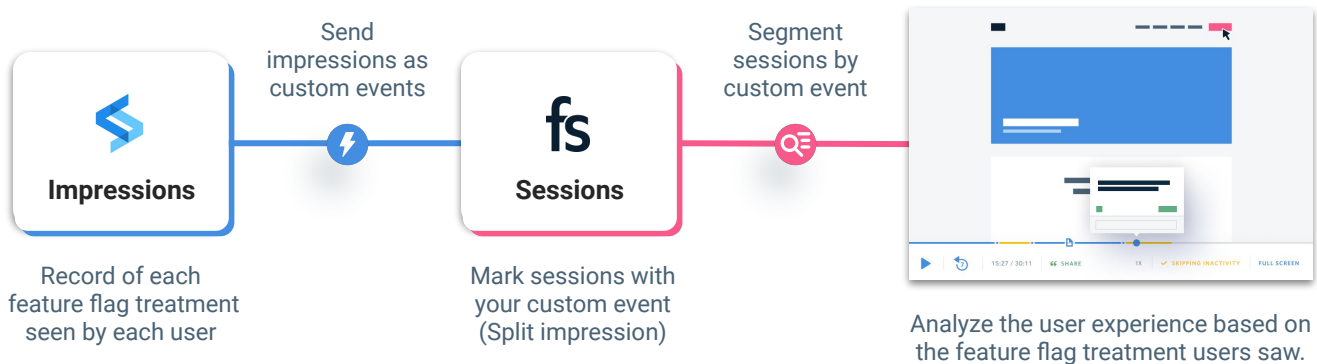 Send
impressions as
custom events
Segment
sessions by
custom event
Impressions
fs
Sessions
Record of each
feature flag treatment
seen by each user
Mark sessions with
your custom event
(Split impression)
7
15:27 / 30:11
SHARE
1X
SKIPPING INACTIVITY
FULL SCREEN
Analyze the user experience based on
the feature flag treatment users saw.